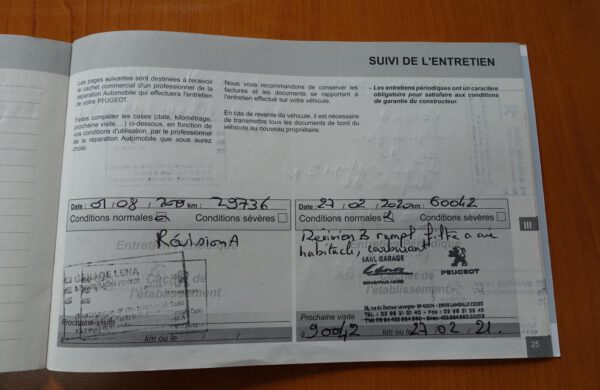 SUIVI DE L'ENTRETIEN
Les pages suivantes sont destinées à recevoir
le cachet commercial d'un professionnel de la
réparation Automobile qui effectuera l'entretien
de votre PEUGEOT.
Faites compléter les cases (date, kilométrage,
prochaine visite,...) ci-dessous, en fonction de
vos conditions d'utilisation, par le professionnel
de la réparation Automobile que vous aurez
choisi.
Nous vous recommandons de conserver les
factures et les documents se rapportant à
l'entretien effectué sur votre véhicule.
En cas de revente du véhicule, il est nécessaire
de transmettre tous les documents de bord du
véhicule au nouveau propriétaire.
- Les entretiens périodiques ont un caractère
obligatoire pour satisfaire aux conditions
de garantie du constructeur.
Date : 01 / 08 / 2019 km : 29736
Conditions normales Conditions sévères
Révision A
GARAGE LENA
Cachet de
l'établissement
Prochaine visite
km ou le
Date : 27 / 02 / 2020 km : 60042
Conditions normales Conditions sévères
Révision B rempl filtre a air
habitacle, carburant
SARL GARAGE
Léna
REPARATEUR AGREE
PEUGEOT
Prochaine visite
90042 km ou le 27 / 02 / 21.
III
25